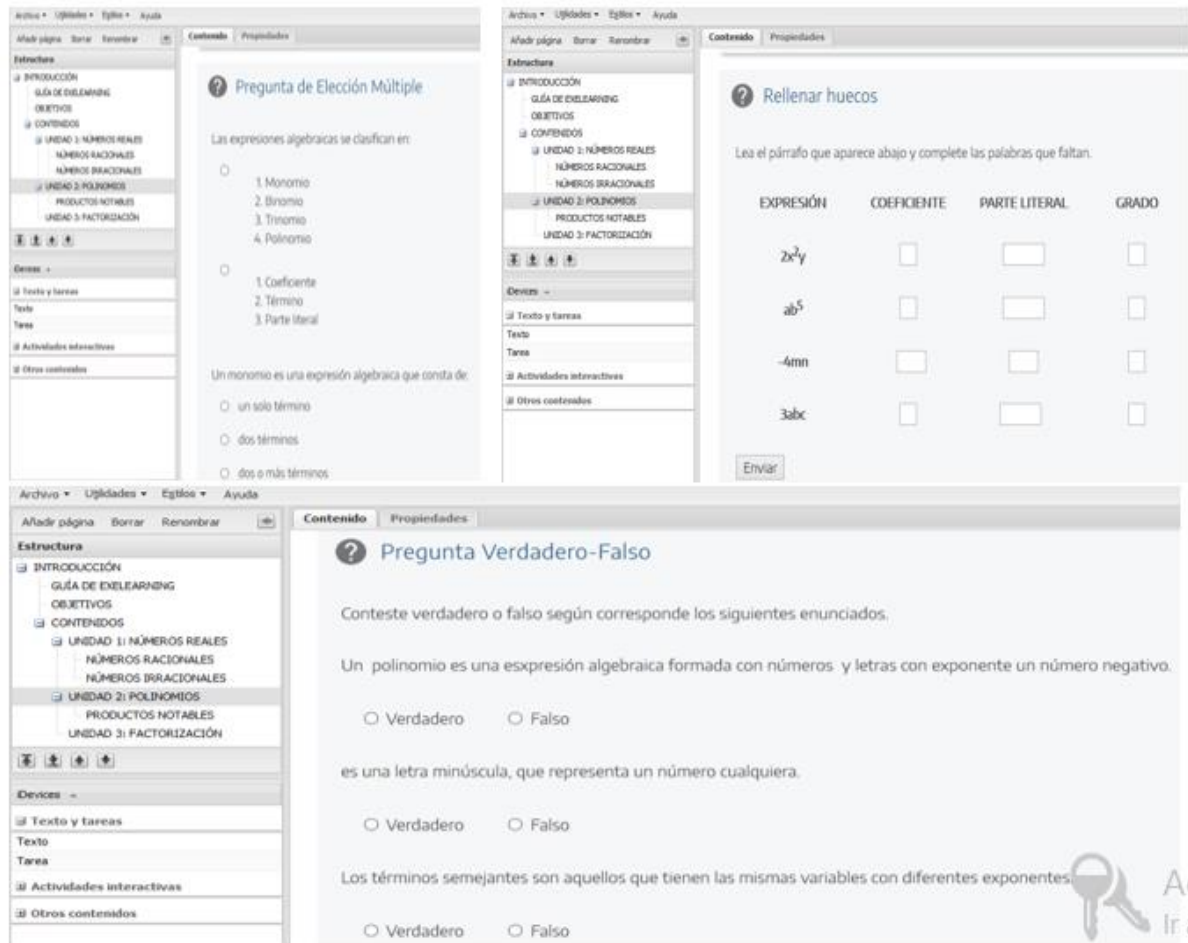 Archivo Utilidades Estilos Ayuda
Añadir página Borrar Renombrar
Contenido Propiedades
Estructura
INTRODUCCIÓN
GUÍA DE EXELEARNING
OBJETIVOS
CONTENIDOS
UNIDAD 1: NÚMEROS REALES
NÚMEROS RACIONALES
NÚMEROS IRRACIONALES
UNIDAD 2: POLINOMIOS
PRODUCTOS NOTABLES
UNIDAD 3: FACTORIZACIÓN
iDevices
Texto y tareas
Texto
Tarea
Actividades interactivas
Otros contenidos
Pregunta de Elección Múltiple
Las expresiones algebraicas se clasifican en:
1. Monomio
2. Binomio
3. Trinomio
4. Polinomio
1. Coeficiente
2. Término
3. Parte literal
Un monomio es una expresión algebraica que consta de:
un solo término
dos términos
dos o más términos
Archivo Utilidades Estilos Ayuda
Añadir página Borrar Renombrar
Contenido Propiedades
Estructura
INTRODUCCIÓN
GUÍA DE EXELEARNING
OBJETIVOS
CONTENIDOS
UNIDAD 1: NÚMEROS REALES
NÚMEROS RACIONALES
NÚMEROS IRRACIONALES
UNIDAD 2: POLINOMIOS
PRODUCTOS NOTABLES
UNIDAD 3: FACTORIZACIÓN
iDevices
Texto y tareas
Texto
Tarea
Actividades interactivas
Otros contenidos
Rellenar huecos
Lea el párrafo que aparece abajo y complete las palabras que faltan.
EXPRESIÓN COEFICIENTE PARTE LITERAL GRADO
2x²y
ab⁵
-4mn
3abc
Enviar
Archivo Utilidades Estilos Ayuda
Añadir página Borrar Renombrar
Contenido Propiedades
Estructura
INTRODUCCIÓN
GUÍA DE EXELEARNING
OBJETIVOS
CONTENIDOS
UNIDAD 1: NÚMEROS REALES
NÚMEROS RACIONALES
NÚMEROS IRRACIONALES
UNIDAD 2: POLINOMIOS
PRODUCTOS NOTABLES
UNIDAD 3: FACTORIZACIÓN
iDevices
Texto y tareas
Texto
Tarea
Actividades interactivas
Otros contenidos
Pregunta Verdadero-Falso
Conteste verdadero o falso según corresponde los siguientes enunciados.
Un polinomio es una esxpresión algebraica formada con números y letras con exponente un número negativo.
Verdadero Falso
es una letra minúscula, que representa un número cualquiera.
Verdadero Falso
Los términos semejantes son aquellos que tienen las mismas variables con diferentes exponentes.
Verdadero Falso
Ir